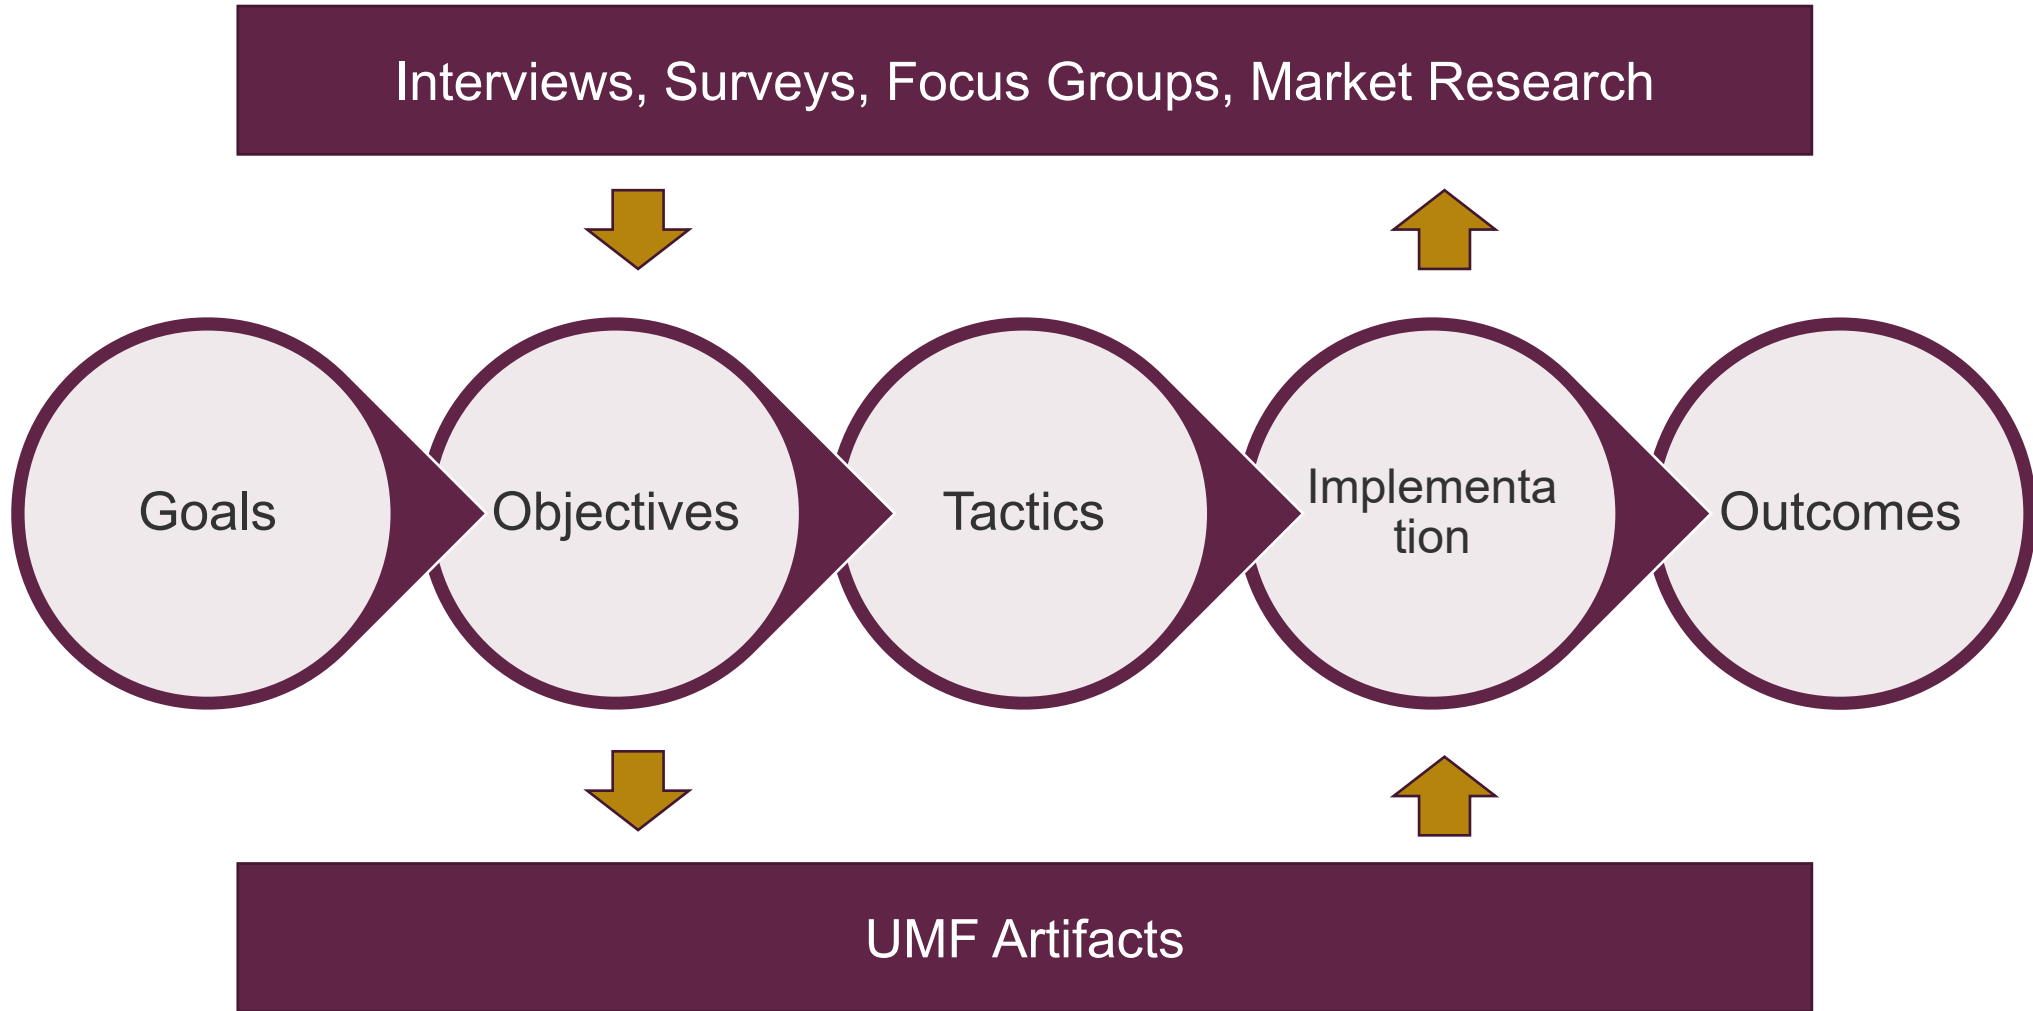 Interviews, Surveys, Focus Groups, Market Research
Goals
Objectives
Tactics
Implementa
tion
Outcomes
UMF Artifacts